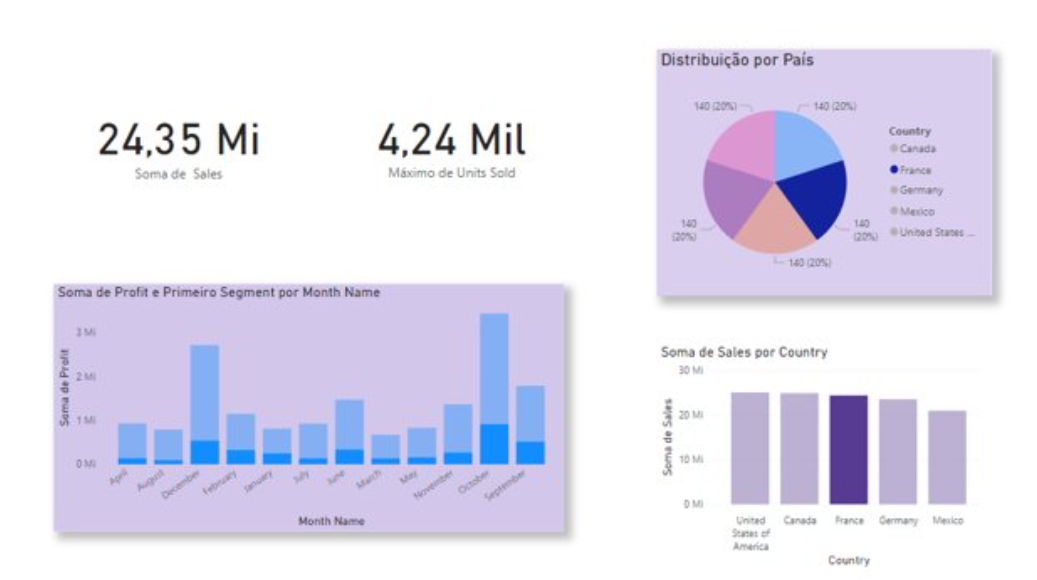 24,35 Mi
Soma de Sales
4,24 Mil
Máximo de Units Sold
Distribuição por País
140 (20%)
140 (20%)
140
(20%)
140
(20%)
140 (20%)
Country
Canada
France
Germany
Mexico
United States ...
Soma de Profit e Primeiro Segment por Month Name
Soma de Profit
3 Mi
2 Mi
1 Mi
0 Mi
April
August
December
February
January
July
June
March
May
November
October
September
Month Name
Soma de Sales por Country
Soma de Sales
30 Mi
20 Mi
10 Mi
0 Mi
United
States of
America
Canada
France
Germany
Mexico
Country